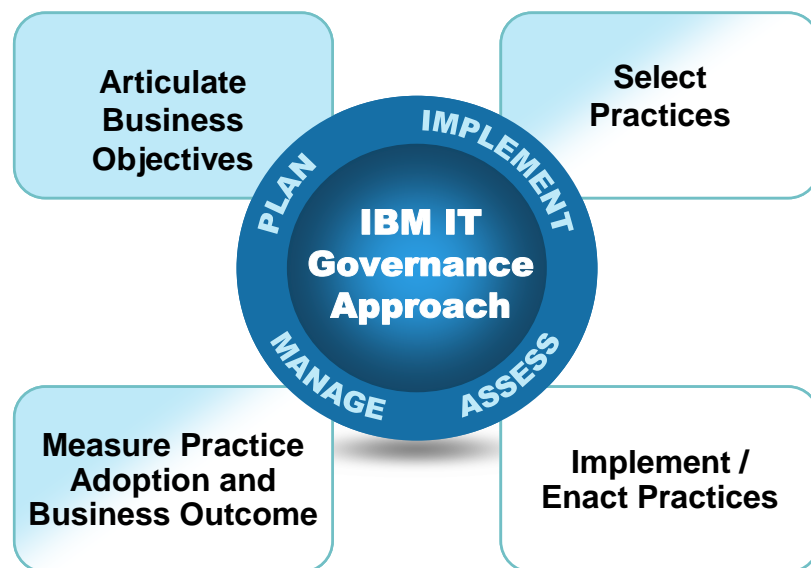 Articulate
Business
Objectives
Select
Practices
PLAN
IMPLEMENT
IBM IT
Governance
Approach
MANAGE
ASSESS
Measure Practice
Adoption and
Business Outcome
Implement /
Enact Practices